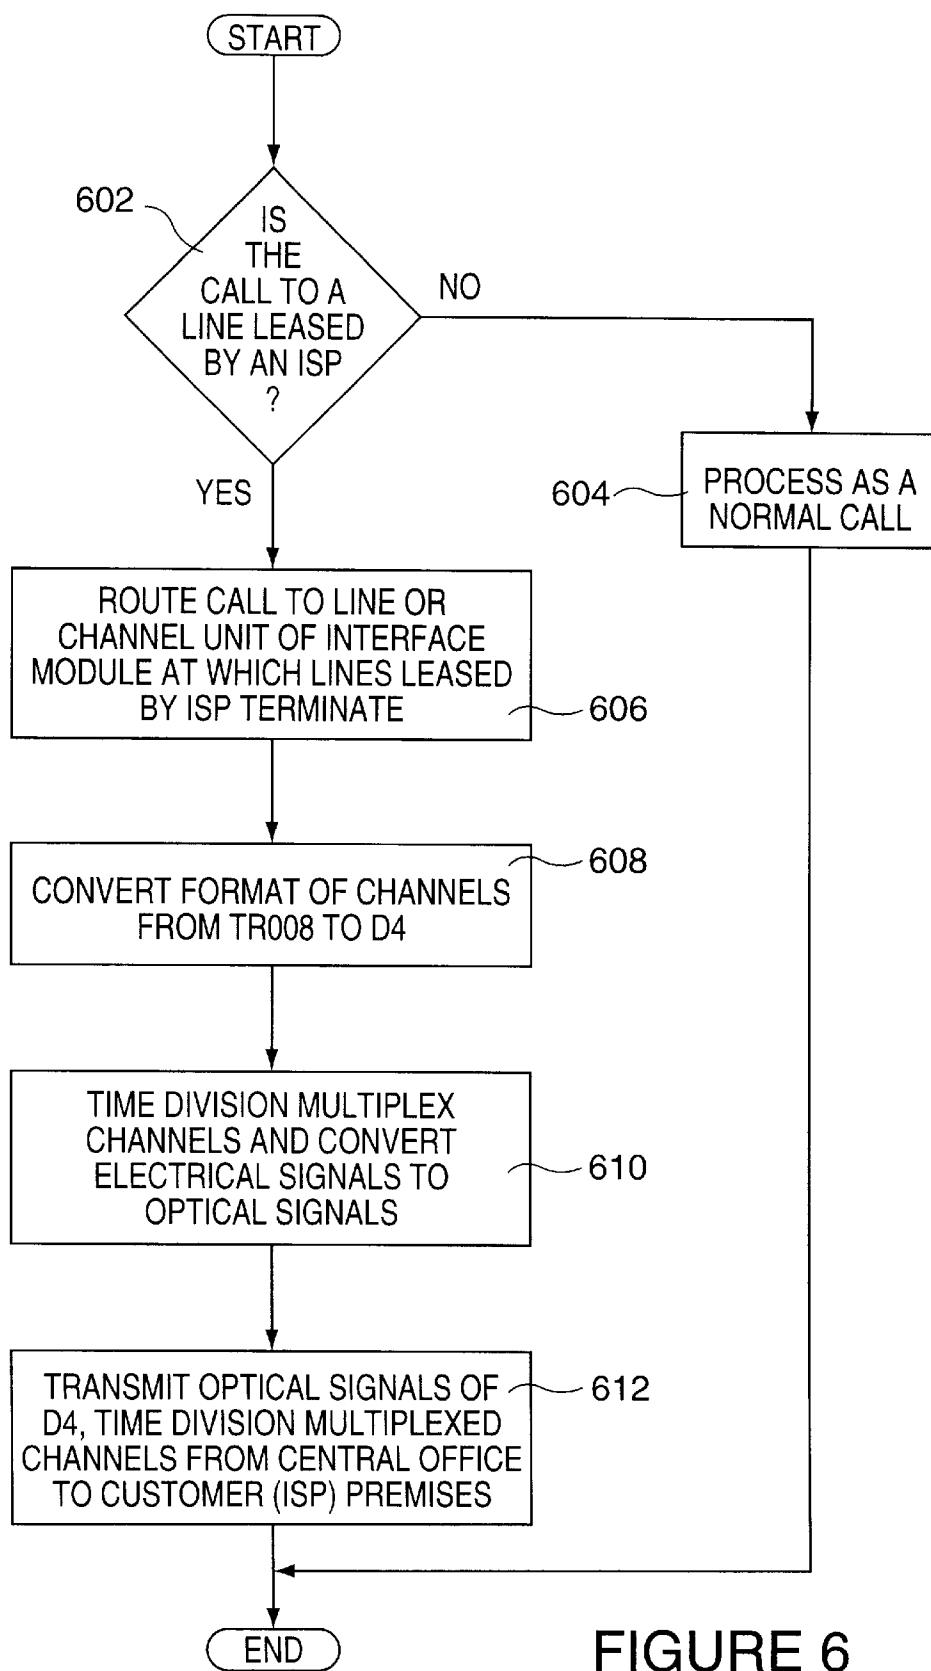 START
602
IS
THE
CALL TO A
LINE LEASED
BY AN ISP
?
NO
YES
604
PROCESS AS A
NORMAL CALL
ROUTE CALL TO LINE OR
CHANNEL UNIT OF INTERFACE
MODULE AT WHICH LINES LEASED
BY ISP TERMINATE
606
608
CONVERT FORMAT OF CHANNELS
FROM TR008 TO D4
TIME DIVISION MULTIPLEX
CHANNELS AND CONVERT
ELECTRICAL SIGNALS TO
OPTICAL SIGNALS
610
TRANSMIT OPTICAL SIGNALS OF
D4, TIME DIVISION MULTIPLEXED
CHANNELS FROM CENTRAL OFFICE
TO CUSTOMER (ISP) PREMISES
612
END
FIGURE 6